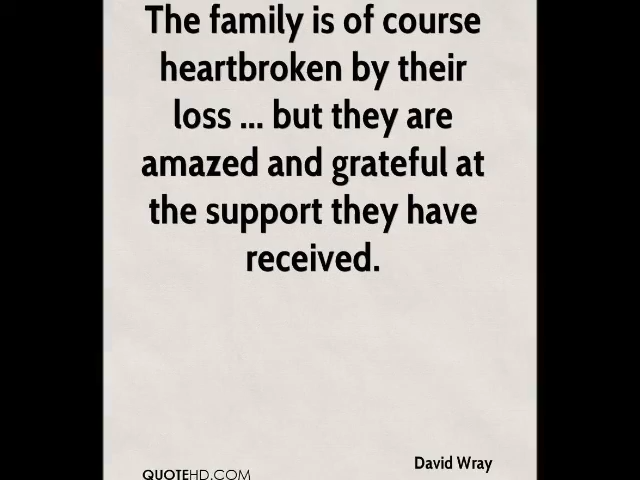 The family is of course
heartbroken by their
loss ... but they are
amazed and grateful at
the support they have
received.
David Wray
QUOTEHD.COM